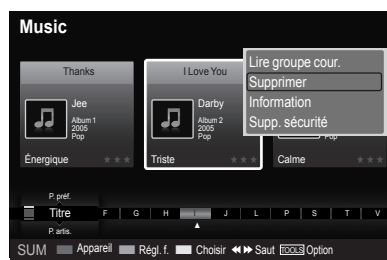 Music
Thanks
Jee
Album 1
2005
Pop
Énergique
I Love You
Darby
Album 2
2005
Pop
Triste
Pop
Calme
Lire groupe cour.
Supprimer
Information
Supp. sécurité
P. préf.
Titre F G H I J L P S T V
P. artis.
SUM Appareil Régl. f. Choisir Saut TOOLS Option